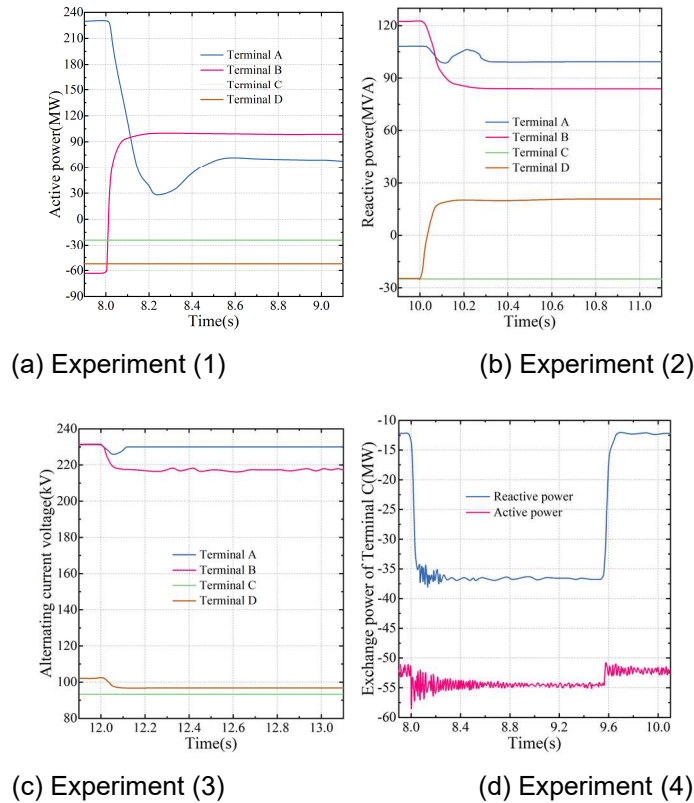 240
210
180
150
120
90
60
30
0
-30
-60
-90
Active power(MW)
Terminal A
Terminal B
Terminal C
Terminal D
8.0 8.2 8.4 8.6 8.8 9.0
Time(s)
120
90
60
30
0
-30
Reactive power(MVA)
Terminal A
Terminal B
Terminal C
Terminal D
10.0 10.2 10.4 10.6 10.8 11.0
Time(s)
(a) Experiment (1)
(b) Experiment (2)
240
220
200
180
160
140
120
100
80
Alternating current voltage(kV)
Terminal A
Terminal B
Terminal C
Terminal D
12.0 12.2 12.4 12.6 12.8 13.0
Time(s)
-10
-15
-20
-25
-30
-35
-40
-45
-50
-55
-60
Exchange power of Terminal C(MW)
Reactive power
Active power
8.0 8.4 8.8 9.2 9.6 10.0
Time(s)
(c) Experiment (3)
(d) Experiment (4)